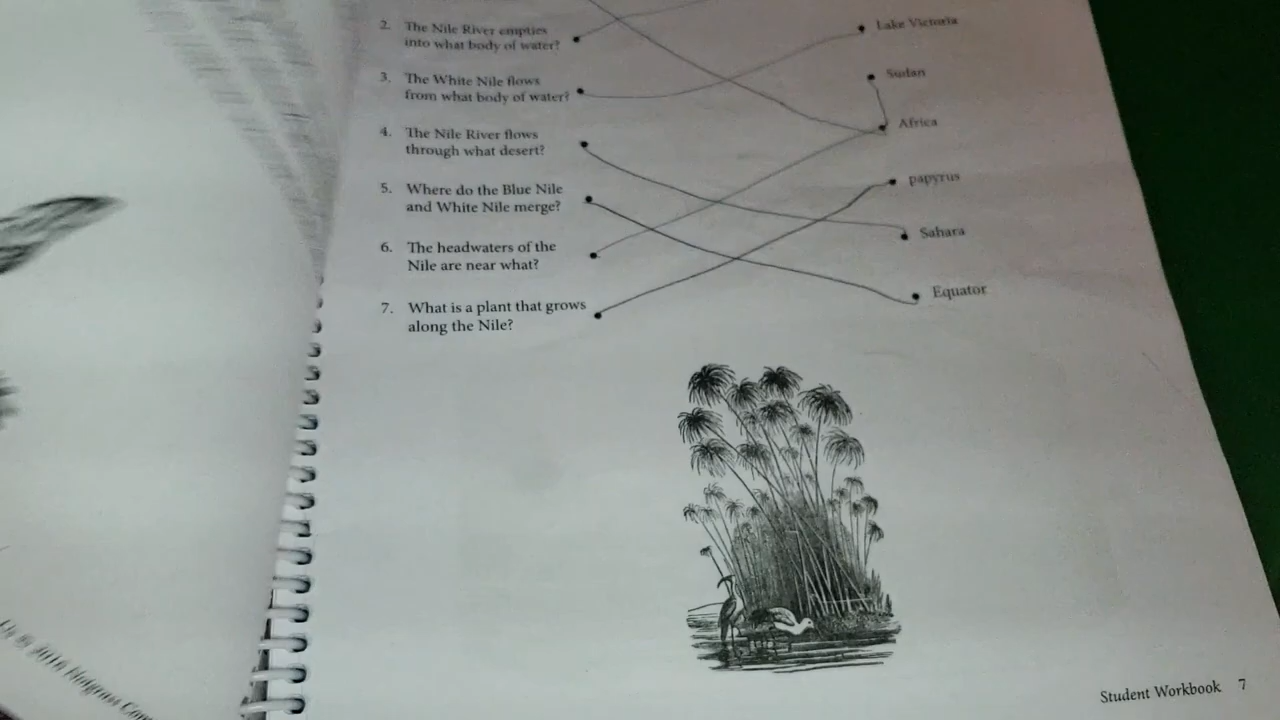 2. The Nile River empties
into what body of water?
3. The White Nile flows
from what body of water?
4. The Nile River flows
through what desert?
5. Where do the Blue Nile
and White Nile merge?
6. The headwaters of the
Nile are near what?
7. What is a plant that grows
along the Nile?
Lake Victoria
Sudan
Africa
papyrus
Sahara
Equator
Student Workbook 7